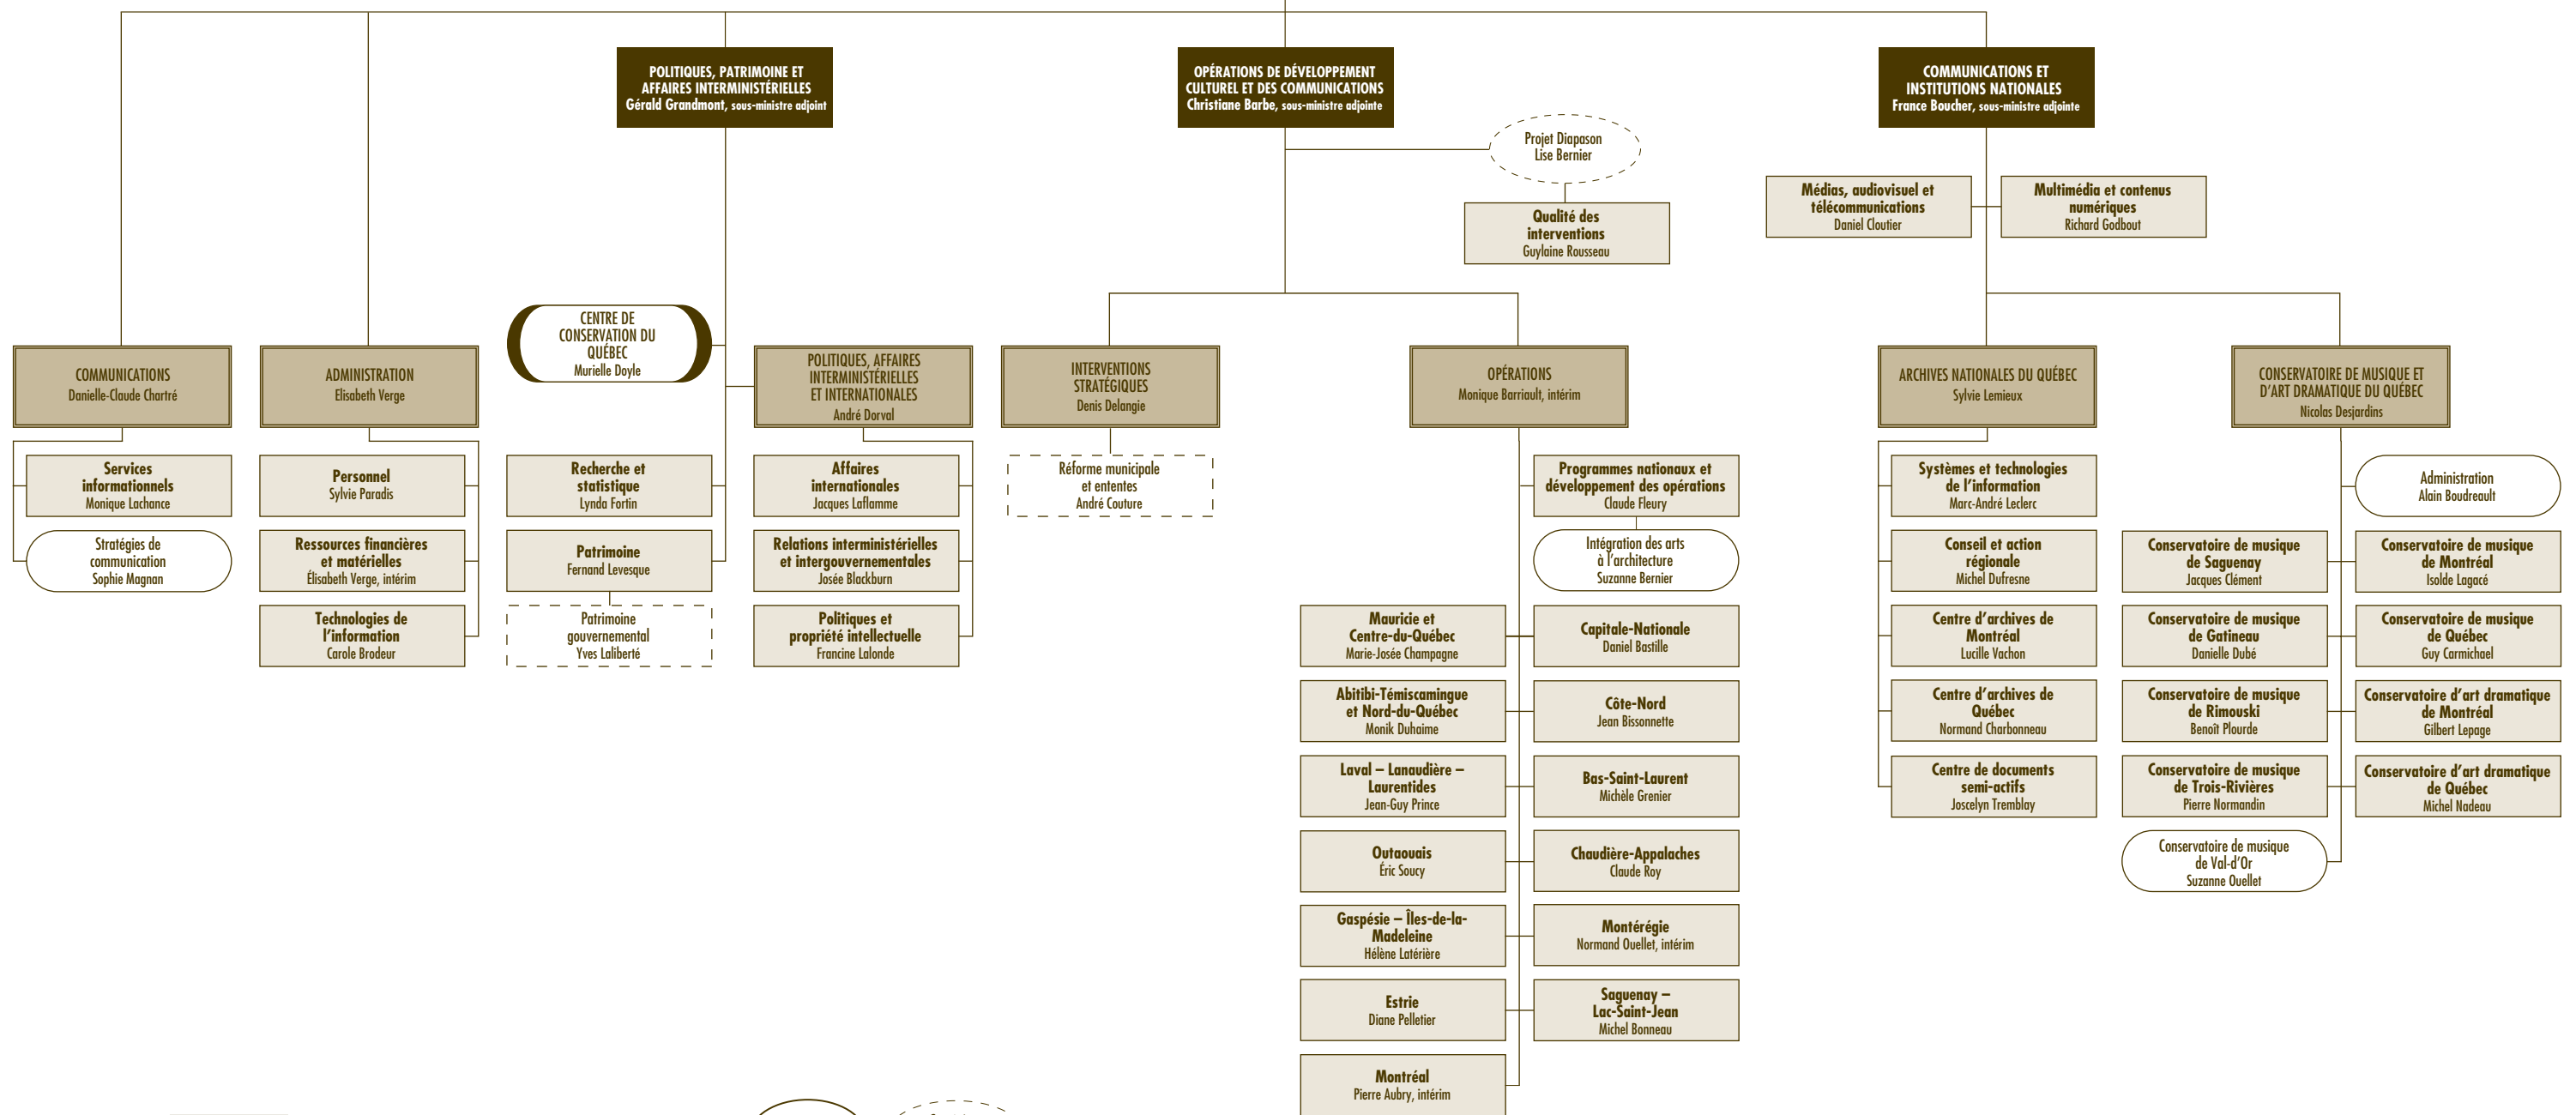 POLITIQUES, PATRIMOINE ET
AFFAIRES INTERMINISTÉRIELLES
Gérald Grandmont, sous-ministre adjoint
OPÉRATIONS DE DÉVELOPPEMENT
CULTUREL ET DES COMMUNICATIONS
Christiane Barbe, sous-ministre adjointe
COMMUNICATIONS ET
INSTITUTIONS NATIONALES
France Boucher, sous-ministre adjointe
Projet Diapason
Lise Bernier
Qualité des
interventions
Guylaine Rousseau
Médias, audiovisuel et
télécommunications
Daniel Cloutier
Multimédia et contenus
numériques
Richard Godbout
COMMUNICATIONS
Danielle-Claude Chartré
Services
informationnels
Monique Lachance
Stratégies de
communication
Sophie Magnan
ADMINISTRATION
Elisabeth Verge
Personnel
Sylvie Paradis
Ressources financières
et matérielles
Élisabeth Verge, intérim
Technologies de
l'information
Carole Brodeur
CENTRE DE
CONSERVATION DU
QUÉBEC
Murielle Doyle
Recherche et
statistique
Lynda Fortin
Patrimoine
Fernand Levesque
Patrimoine
gouvernemental
Yves Laliberté
POLITIQUES, AFFAIRES
INTERMINISTÉRIELLES
ET INTERNATIONALES
André Dorval
Affaires
internationales
Jacques Laflamme
Relations interministérielles
et intergouvernementales
Josée Blackburn
Politiques et
propriété intellectuelle
Francine Lalonde
INTERVENTIONS
STRATÉGIQUES
Denis Delangie
Réforme municipale
et ententes
André Couture
OPÉRATIONS
Monique Barriault, intérim
Programmes nationaux et
développement des opérations
Claude Fleury
Intégration des arts
à l'architecture
Suzanne Bernier
Mauricie et
Centre-du-Québec
Marie-Josée Champagne
Capitale-Nationale
Daniel Bastille
Abitibi-Témiscamingue
et Nord-du-Québec
Monik Duhaime
Côte-Nord
Jean Bissonnette
Laval – Lanaudière –
Laurentides
Jean-Guy Prince
Bas-Saint-Laurent
Michèle Grenier
Outaouais
Éric Soucy
Chaudière-Appalaches
Claude Roy
Gaspésie – Îles-de-la-
Madeleine
Hélène Latérière
Montérégie
Normand Ouellet, intérim
Estrie
Diane Pelletier
Saguenay –
Lac-Saint-Jean
Michel Bonneau
Montréal
Pierre Aubry, intérim
ARCHIVES NATIONALES DU QUÉBEC
Sylvie Lemieux
Systèmes et technologies
de l'information
Marc-André Leclerc
Conseil et action
régionale
Michel Dufresne
Centre d'archives de
Montréal
Lucille Vachon
Centre d'archives de
Québec
Normand Charbonneau
Centre de documents
semi-actifs
Joscelyn Tremblay
CONSERVATOIRE DE MUSIQUE ET
D'ART DRAMATIQUE DU QUÉBEC
Nicolas Desjardins
Administration
Alain Boudreault
Conservatoire de musique
de Saguenay
Jacques Clément
Conservatoire de musique
de Montréal
Isolde Lagacé
Conservatoire de musique
de Gatineau
Danielle Dubé
Conservatoire de musique
de Québec
Guy Carmichael
Conservatoire de musique
de Rimouski
Benoît Plourde
Conservatoire d'art dramatique
de Montréal
Gilbert Lepage
Conservatoire de musique
de Trois-Rivières
Pierre Normandin
Conservatoire d'art dramatique
de Québec
Michel Nadeau
Conservatoire de musique
de Val-d'Or
Suzanne Ouellet